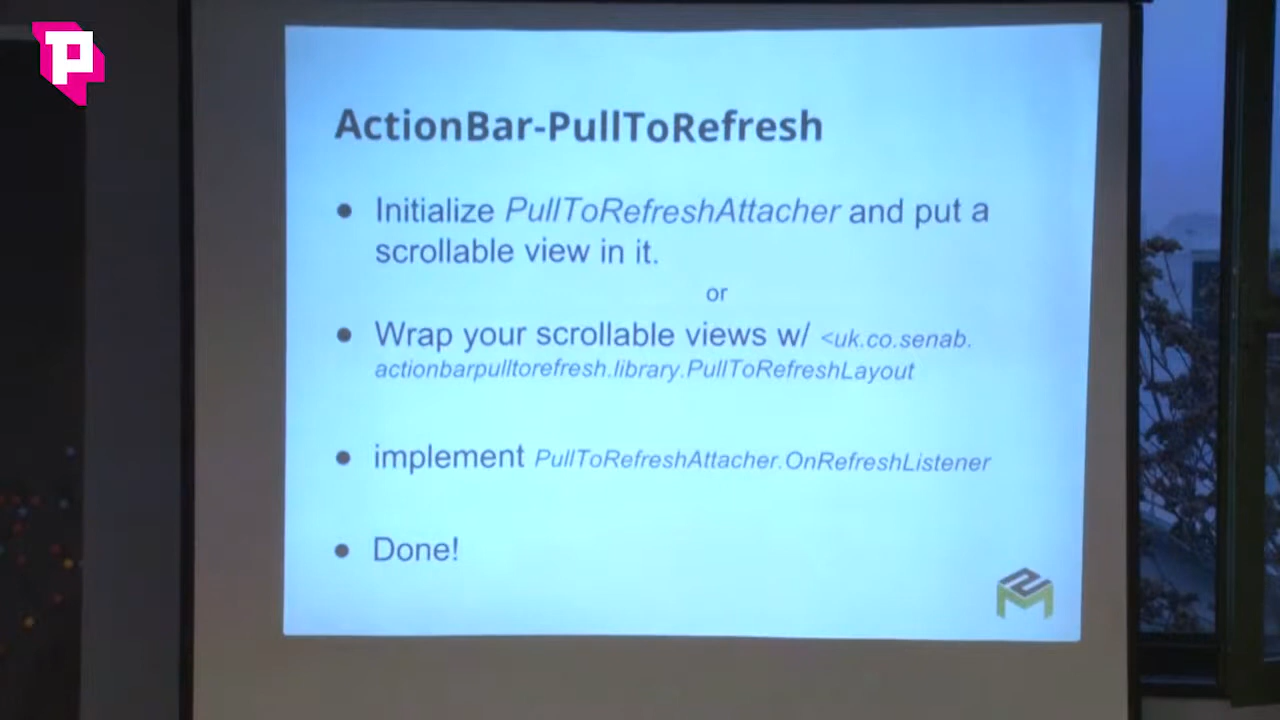 P
ActionBar-PullToRefresh
● Initialize PullToRefreshAttacher and put a
scrollable view in it.
or
● Wrap your scrollable views w/ <uk.co.senab.
actionbarpulltorefresh.library.PullToRefreshLayout
● implement PullToRefreshAttacher.OnRefreshListener
● Done!